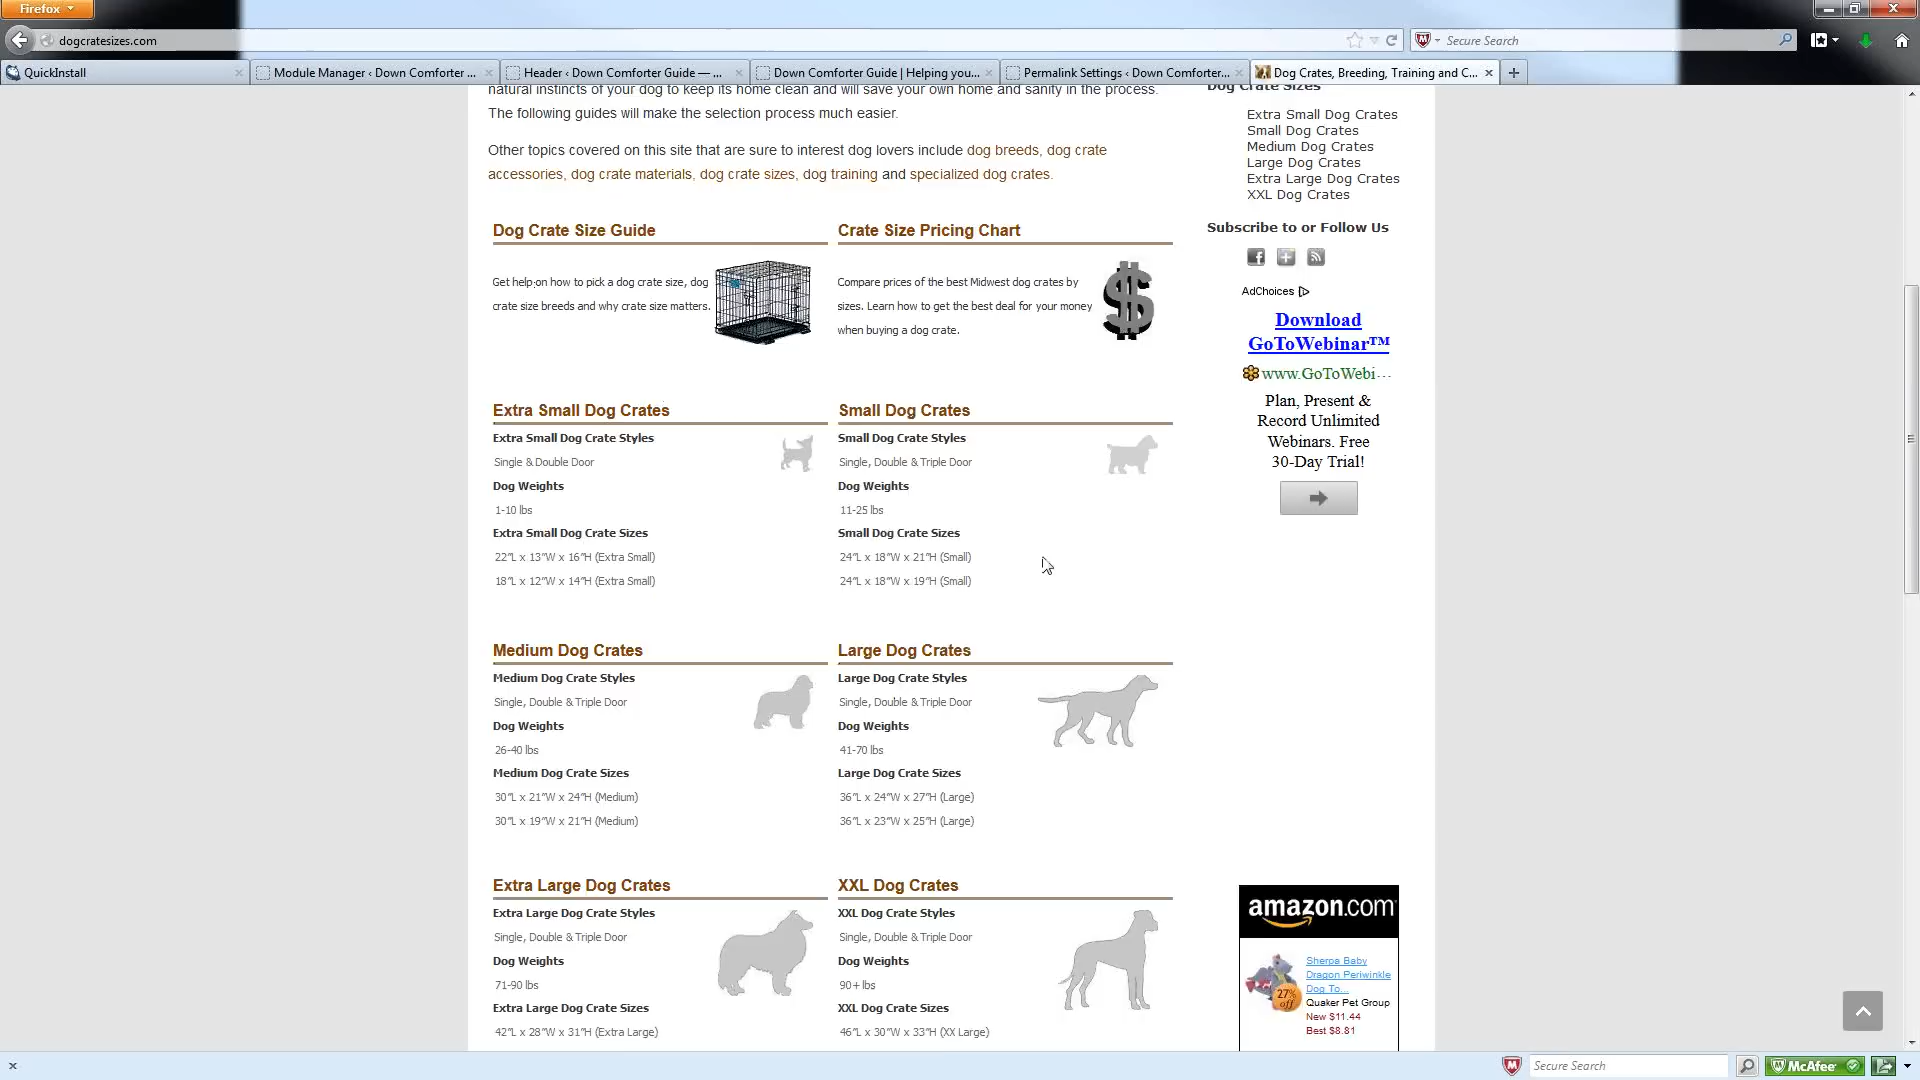 Firefox
dogcratesizes.com
Secure Search
QuickInstall
Module Manager ‹ Down Comforter ...
Header ‹ Down Comforter Guide — ...
Down Comforter Guide | Helping you...
Permalink Settings ‹ Down Comforter...
Dog Crates, Breeding, Training and C...
natural instincts of your dog to keep its home clean and will save your own home and sanity in the process.
The following guides will make the selection process much easier.
Other topics covered on this site that are sure to interest dog lovers include dog breeds, dog crate
accessories, dog crate materials, dog crate sizes, dog training and specialized dog crates.
Dog Crate Size Guide
Get help on how to pick a dog crate size, dog
crate size breeds and why crate size matters.
Crate Size Pricing Chart
Compare prices of the best Midwest dog crates by
sizes. Learn how to get the best deal for your money
when buying a dog crate.
Extra Small Dog Crates
Extra Small Dog Crate Styles
Single & Double Door
Dog Weights
1-10 lbs
Extra Small Dog Crate Sizes
22″L x 13″W x 16″H (Extra Small)
18″L x 12″W x 14″H (Extra Small)
Small Dog Crates
Small Dog Crate Styles
Single, Double & Triple Door
Dog Weights
11-25 lbs
Small Dog Crate Sizes
24″L x 18″W x 21″H (Small)
24″L x 18″W x 19″H (Small)
Medium Dog Crates
Medium Dog Crate Styles
Single, Double & Triple Door
Dog Weights
26-40 lbs
Medium Dog Crate Sizes
30″L x 21″W x 24″H (Medium)
30″L x 19″W x 21″H (Medium)
Large Dog Crates
Large Dog Crate Styles
Single, Double & Triple Door
Dog Weights
41-70 lbs
Large Dog Crate Sizes
36″L x 24″W x 27″H (Large)
36″L x 23″W x 25″H (Large)
Extra Large Dog Crates
Extra Large Dog Crate Styles
Single, Double & Triple Door
Dog Weights
71-90 lbs
Extra Large Dog Crate Sizes
42″L x 28″W x 31″H (Extra Large)
XXL Dog Crates
XXL Dog Crate Styles
Single, Double & Triple Door
Dog Weights
90+ lbs
XXL Dog Crate Sizes
46″L x 30″W x 33″H (XX Large)
Dog Crate Sizes
Extra Small Dog Crates
Small Dog Crates
Medium Dog Crates
Large Dog Crates
Extra Large Dog Crates
XXL Dog Crates
Subscribe to or Follow Us
AdChoices
Download
GoToWebinar™
www.GoToWebi...
Plan, Present &
Record Unlimited
Webinars. Free
30-Day Trial!
amazon.com
Sherpa Baby
Dragon Periwinkle
Dog To...
Quaker Pet Group
New $11.44
Best $8.81
27%
off
Secure Search
McAfee